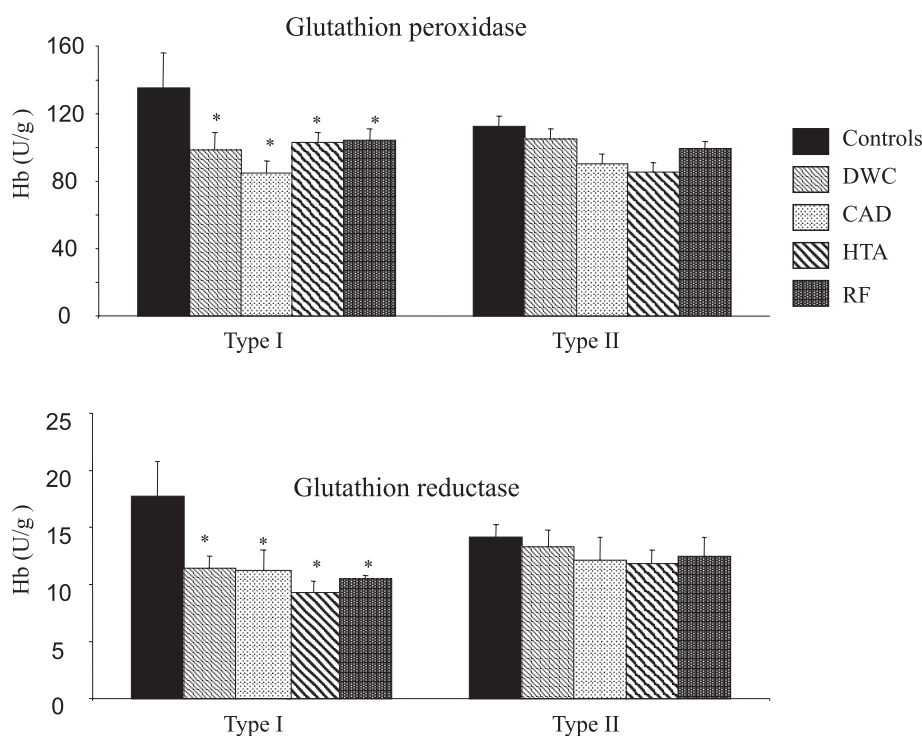 Glutathion peroxidase
Hb (U/g)
160
120
80
40
0
* * * *
Type I
Type II
Controls
DWC
CAD
HTA
RF
Glutathion reductase
Hb (U/g)
25
20
15
10
5
0
* * * *
Type I
Type II